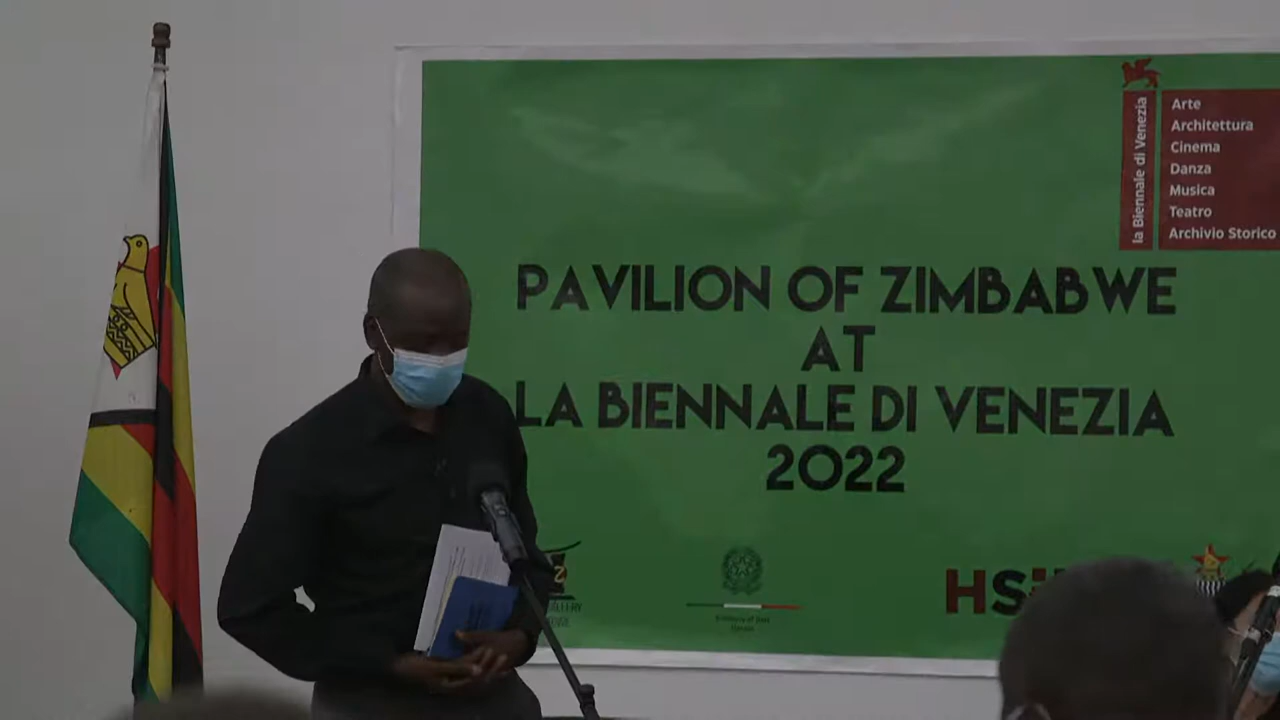 la Biennale di Venezia
Arte
Architettura
Cinema
Danza
Musica
Teatro
Archivio Storico
PAVILION OF ZIMBABWE
AT
LA BIENNALE DI VENEZIA
2022